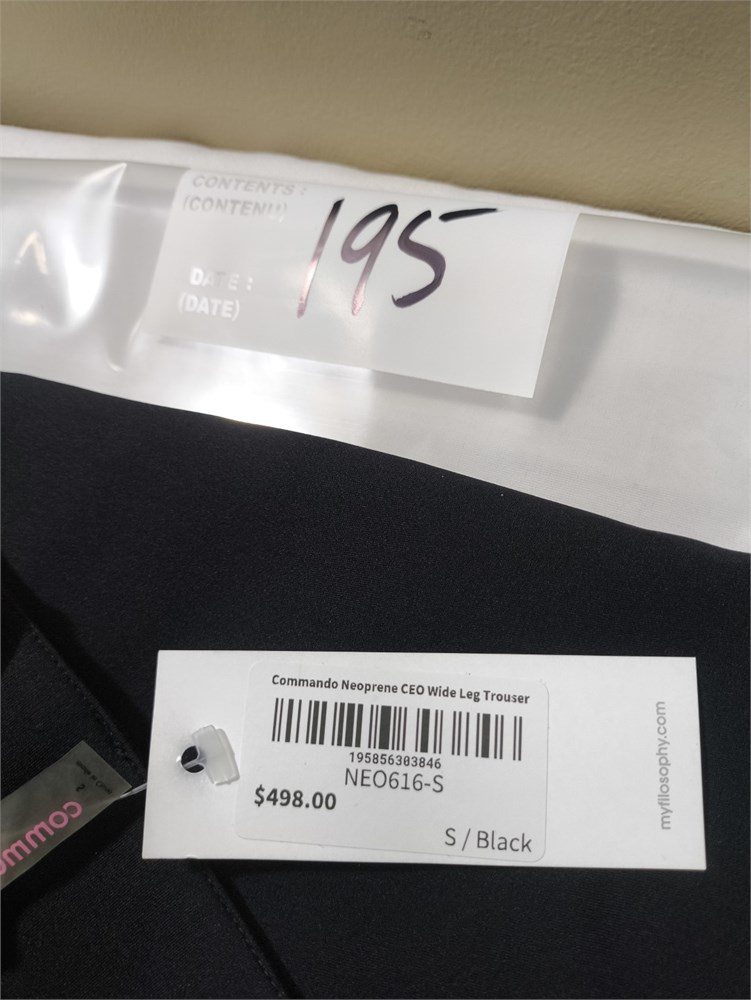 CONTENTS :
(CONTENU)
195
DATE :
(DATE)
Commando Neoprene CEO Wide Leg Trouser
195856303846
NEO616-S
$498.00
S / Black
myfilosophy.com
comm